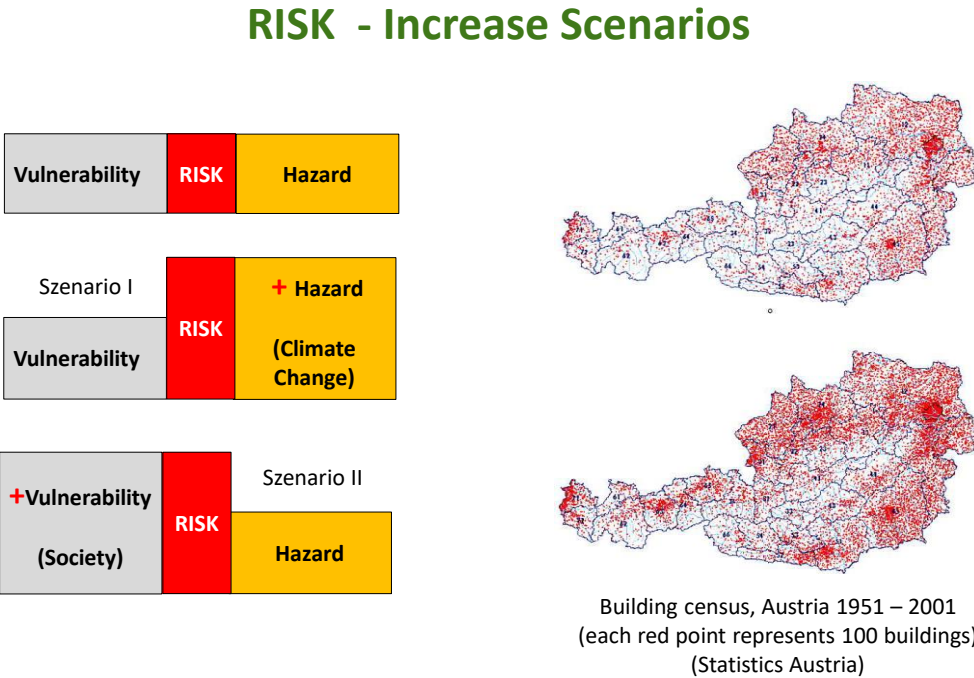 RISK - Increase Scenarios
Vulnerability
RISK
Hazard
Szenario I
Vulnerability
RISK
+ Hazard
(Climate
Change)
+Vulnerability
(Society)
RISK
Szenario II
Hazard
Building census, Austria 1951 – 2001
(each red point represents 100 buildings)
(Statistics Austria)